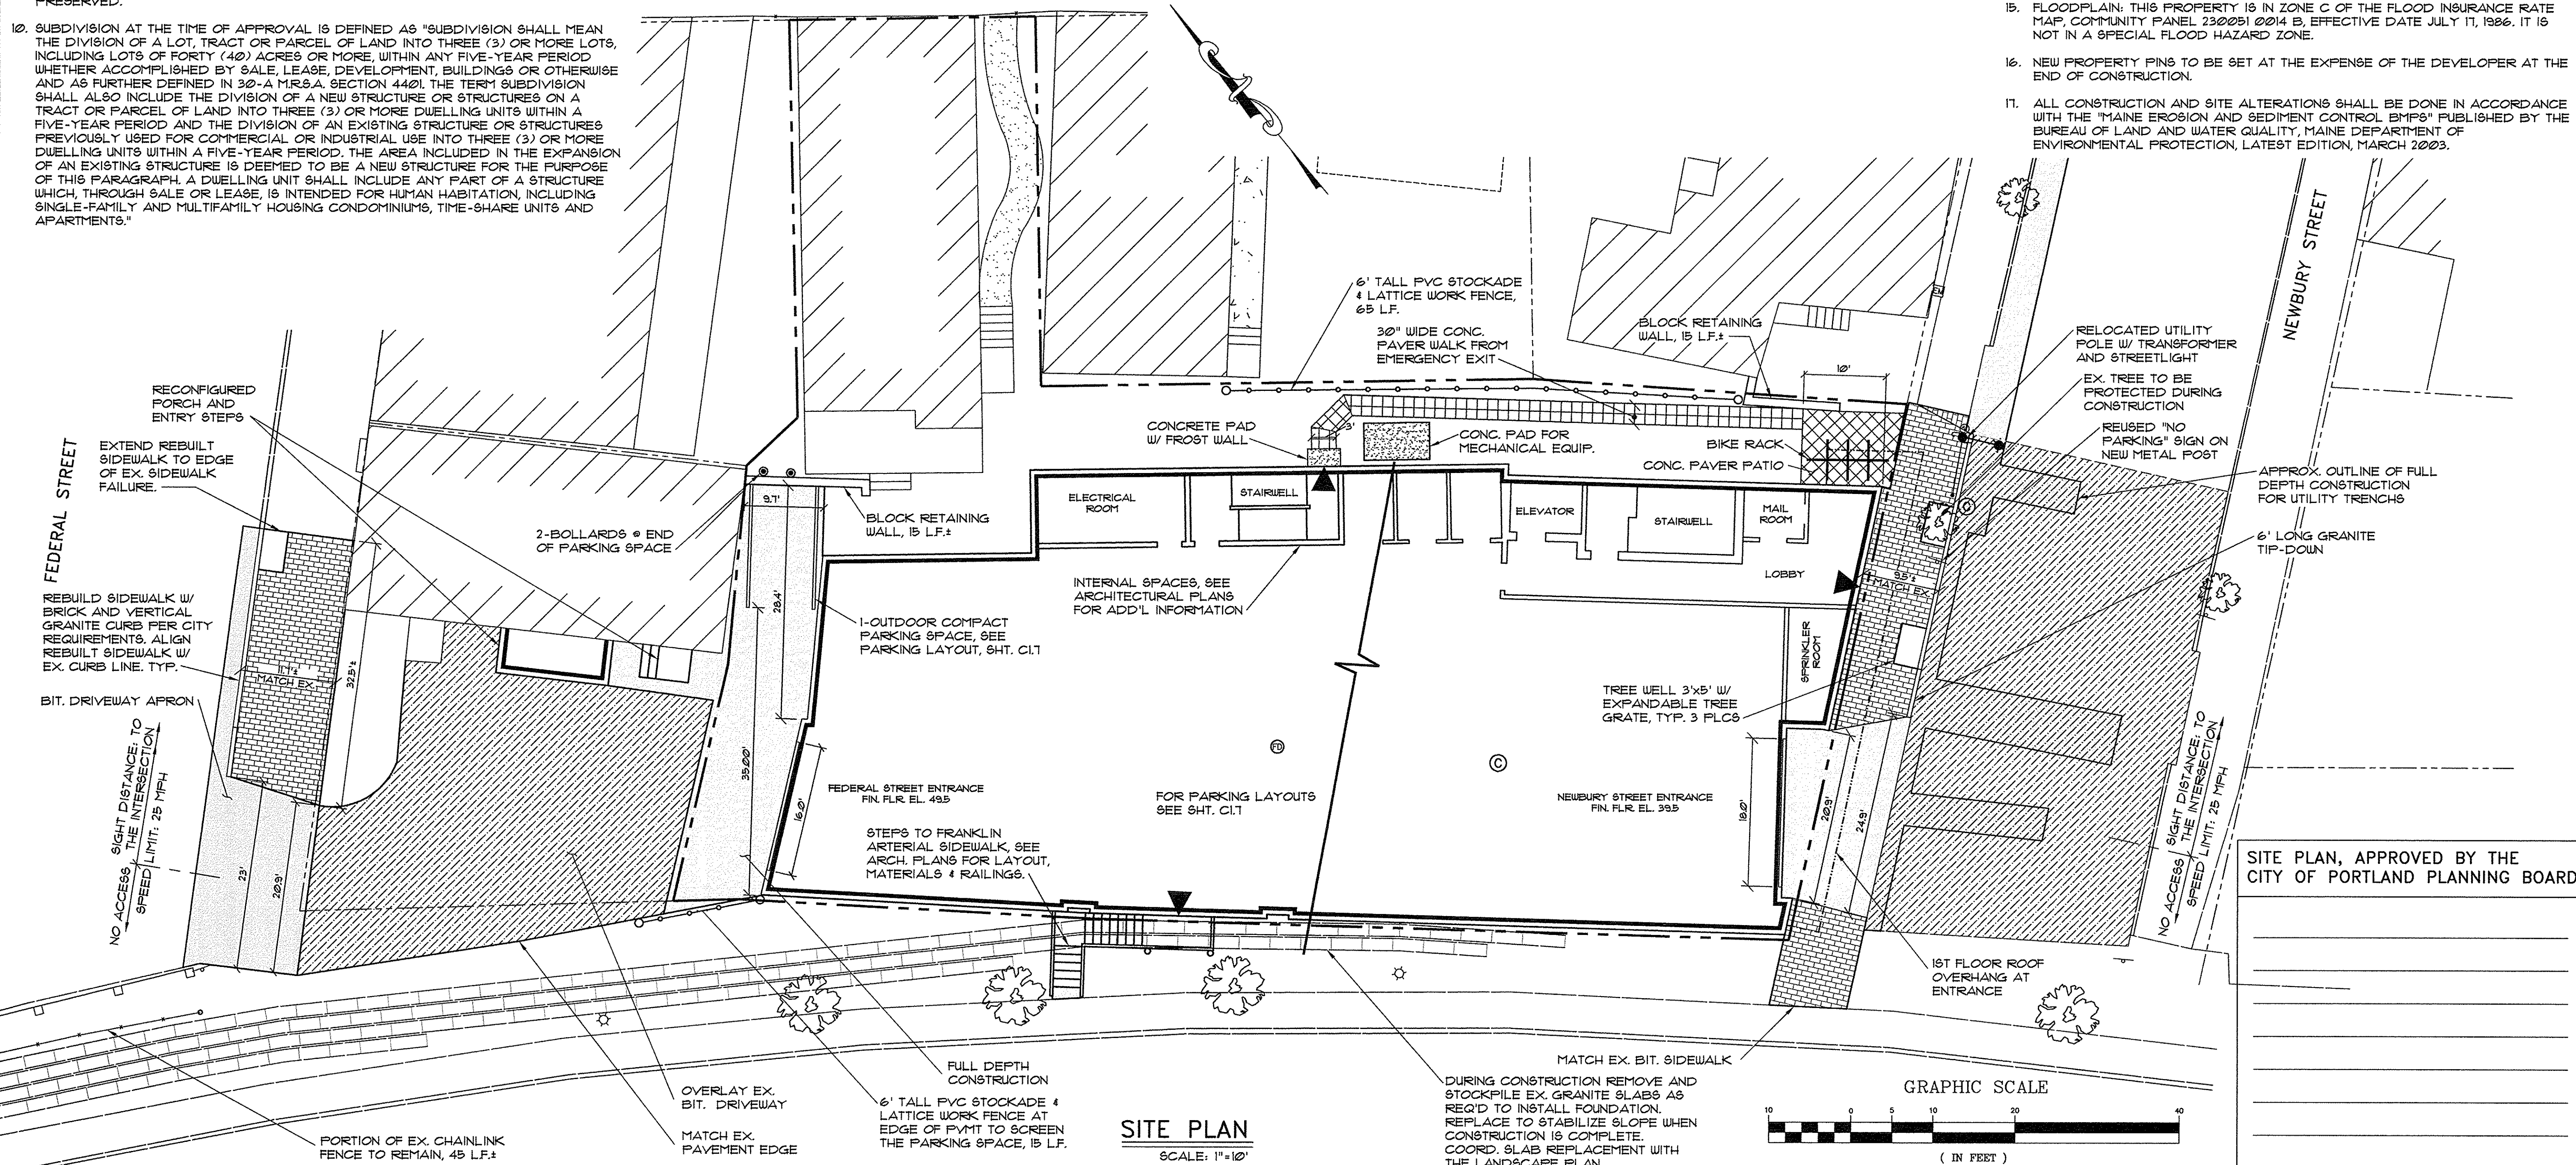 PRESERVED.
10. SUBDIVISION AT THE TIME OF APPROVAL IS DEFINED AS "SUBDIVISION SHALL MEAN
THE DIVISION OF A LOT, TRACT OR PARCEL OF LAND INTO THREE (3) OR MORE LOTS,
INCLUDING LOTS OF FORTY (40) ACRES OR MORE, WITHIN ANY FIVE-YEAR PERIOD
WHETHER ACCOMPLISHED BY SALE, LEASE, DEVELOPMENT, BUILDINGS OR OTHERWISE
AND AS FURTHER DEFINED IN 30-A M.R.S.A. SECTION 4401. THE TERM SUBDIVISION
SHALL ALSO INCLUDE THE DIVISION OF A NEW STRUCTURE OR STRUCTURES ON A
TRACT OR PARCEL OF LAND INTO THREE (3) OR MORE DWELLING UNITS WITHIN A
FIVE-YEAR PERIOD AND THE DIVISION OF AN EXISTING STRUCTURE OR STRUCTURES
PREVIOUSLY USED FOR COMMERCIAL OR INDUSTRIAL USE INTO THREE (3) OR MORE
DWELLING UNITS WITHIN A FIVE-YEAR PERIOD. THE AREA INCLUDED IN THE EXPANSION
OF AN EXISTING STRUCTURE IS DEEMED TO BE A NEW STRUCTURE FOR THE PURPOSE
OF THIS PARAGRAPH. A DWELLING UNIT SHALL INCLUDE ANY PART OF A STRUCTURE
WHICH, THROUGH SALE OR LEASE, IS INTENDED FOR HUMAN HABITATION, INCLUDING
SINGLE-FAMILY AND MULTIFAMILY HOUSING CONDOMINIUMS, TIME-SHARE UNITS AND
APARTMENTS."
15. FLOODPLAIN: THIS PROPERTY IS IN ZONE C OF THE FLOOD INSURANCE RATE
MAP, COMMUNITY PANEL 230051 0014 B, EFFECTIVE DATE JULY 17, 1986. IT IS
NOT IN A SPECIAL FLOOD HAZARD ZONE.
16. NEW PROPERTY PINS TO BE SET AT THE EXPENSE OF THE DEVELOPER AT THE
END OF CONSTRUCTION.
17. ALL CONSTRUCTION AND SITE ALTERATIONS SHALL BE DONE IN ACCORDANCE
WITH THE "MAINE EROSION AND SEDIMENT CONTROL BMPS" PUBLISHED BY THE
BUREAU OF LAND AND WATER QUALITY, MAINE DEPARTMENT OF
ENVIRONMENTAL PROTECTION, LATEST EDITION, MARCH 2003.
NEWBURY STREET
6' TALL PVC STOCKADE
& LATTICE WORK FENCE,
65 L.F.
30" WIDE CONC.
PAVER WALK FROM
EMERGENCY EXIT
BLOCK RETAINING
WALL, 15 L.F.±
10'
RELOCATED UTILITY
POLE W/ TRANSFORMER
AND STREETLIGHT
EX. TREE TO BE
PROTECTED DURING
CONSTRUCTION
REUSED "NO
PARKING" SIGN ON
NEW METAL POST
APPROX. OUTLINE OF FULL
DEPTH CONSTRUCTION
FOR UTILITY TRENCHS
6' LONG GRANITE
TIP-DOWN
RECONFIGURED
PORCH AND
ENTRY STEPS
EXTEND REBUILT
SIDEWALK TO EDGE
OF EX. SIDEWALK
FAILURE.
FEDERAL STREET
CONCRETE PAD
W/ FROST WALL
3'
CONC. PAD FOR
MECHANICAL EQUIP.
BIKE RACK
CONC. PAVER PATIO
2-BOLLARDS @ END
OF PARKING SPACE
9.7'
BLOCK RETAINING
WALL, 15 L.F.±
ELECTRICAL
ROOM
STAIRWELL
ELEVATOR
STAIRWELL
MAIL
ROOM
LOBBY
9.5'±
MATCH EX.
INTERNAL SPACES, SEE
ARCHITECTURAL PLANS
FOR ADD'L INFORMATION
28.4'
1-OUTDOOR COMPACT
PARKING SPACE, SEE
PARKING LAYOUT, SHT. C1.7
REBUILD SIDEWALK W/
BRICK AND VERTICAL
GRANITE CURB PER CITY
REQUIREMENTS. ALIGN
REBUILT SIDEWALK W/
EX. CURB LINE. TYP.
11.7'±
MATCH EX.
32.5'±
BIT. DRIVEWAY APRON
SPRINKLER
ROOM
TREE WELL 3'x5' W/
EXPANDABLE TREE
GRATE, TYP. 3 PLCS
35.00'
16.0'
FD
C
FEDERAL STREET ENTRANCE
FIN. FLR. EL. 49.5
FOR PARKING LAYOUTS
SEE SHT. C1.7
NEWBURY STREET ENTRANCE
FIN. FLR. EL. 39.5
18.0'
20.9'
24.9'
STEPS TO FRANKLIN
ARTERIAL SIDEWALK, SEE
ARCH. PLANS FOR LAYOUT,
MATERIALS & RAILINGS.
NO ACCESS SIGHT DISTANCE: TO
THE INTERSECTION
SPEED LIMIT: 25 MPH
23'
20.9'
NO ACCESS SIGHT DISTANCE: TO
THE INTERSECTION
SPEED LIMIT: 25 MPH
SITE PLAN, APPROVED BY THE
CITY OF PORTLAND PLANNING BOARD
1ST FLOOR ROOF
OVERHANG AT
ENTRANCE
MATCH EX. BIT. SIDEWALK
FULL DEPTH
CONSTRUCTION
OVERLAY EX.
BIT. DRIVEWAY
6' TALL PVC STOCKADE &
LATTICE WORK FENCE AT
EDGE OF PVMT TO SCREEN
THE PARKING SPACE, 15 L.F.
MATCH EX.
PAVEMENT EDGE
PORTION OF EX. CHAINLINK
FENCE TO REMAIN, 45 L.F.±
SITE PLAN
SCALE: 1"=10'
DURING CONSTRUCTION REMOVE AND
STOCKPILE EX. GRANITE SLABS AS
REQ'D TO INSTALL FOUNDATION.
REPLACE TO STABILIZE SLOPE WHEN
CONSTRUCTION IS COMPLETE.
COORD. SLAB REPLACEMENT WITH
THE LANDSCAPE PLAN
GRAPHIC SCALE
10 0 5 10 20 40
( IN FEET )